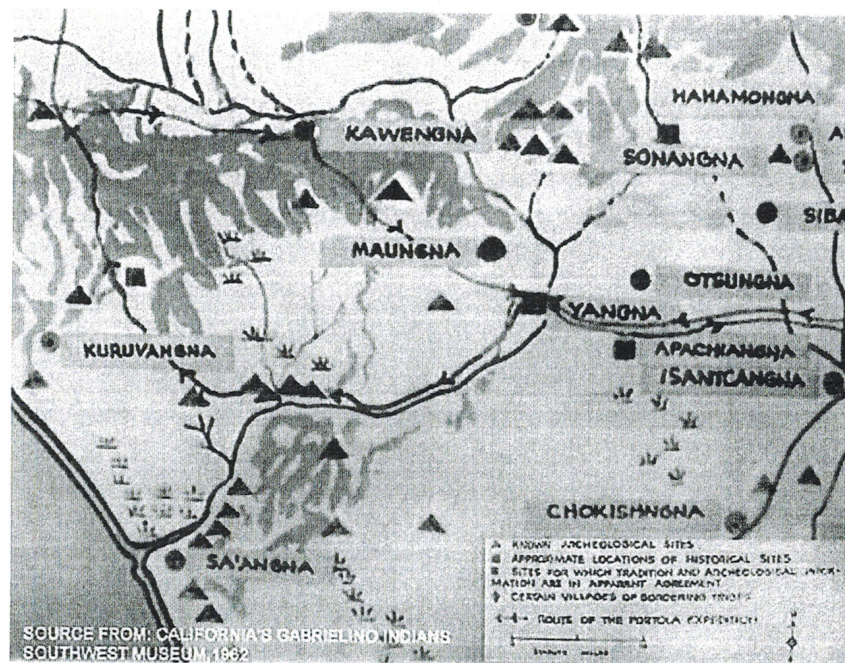 HAHAMONGNA
KAWENGNA
A
SONANGNA
SIBA
MAUNGNA
OTSUNGNA
YANGNA
KURUVANGNA
APACHIANGNA
ISANTCANGNA
CHOKISHNGNA
SA'ANGNA
KNOWN ARCHEOLOGICAL SITES
APPROXIMATE LOCATIONS OF HISTORICAL SITES
SITES FOR WHICH TRADITION AND ARCHEOLOGICAL INFOR-
MATION ARE IN APPARENT AGREEMENT
CERTAIN VILLAGES OF BORDERING TRIBES
ROUTE OF THE PORTOLA EXPEDITION
STATUTE MILES
SOURCE FROM: CALIFORNIA'S GABRIELINO INDIANS
SOUTHWEST MUSEUM, 1962